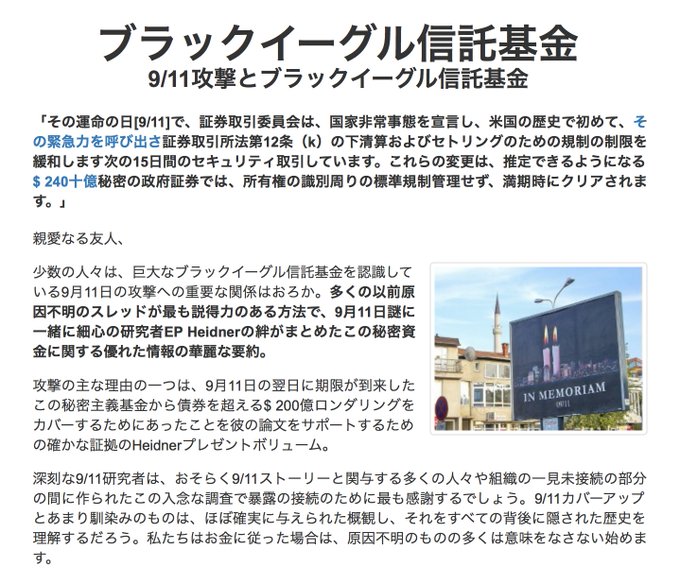 ブラックイーグル信託基金
9/11攻撃とブラックイーグル信託基金
「その運命の日[9/11]で、証券取引委員会は、国家非常事態を宣言し、米国の歴史で初めて、そ
の緊急力を呼び出さ証券取引所法第12条（k）の下清算およびセトリングのための規制の制限を
緩和します次の15日間のセキュリティ取引しています。これらの変更は、推定できるようになる
$ 240十億秘密の政府証券では、所有権の識別周りの標準規制管理せず、満期時にクリアされま
す。」
親愛なる友人、
少数の人々は、巨大なブラックイーグル信託基金を認識して
いる9月11日の攻撃への重要な関係はおろか。多くの以前原
因不明のスレッドが最も説得力のある方法で、9月11日謎に
一緒に細心の研究者EP Heidnerの絆がまとめたこの秘密資
金に関する優れた情報の華麗な要約。
攻撃の主な理由の一つは、9月11日の翌日に期限が到来した
この秘密主義基金から債券を超える$ 200億ロンダリングを
カバーするためにあったことを彼の論文をサポートするため
の確かな証拠のHeidnerプレゼントボリューム。
IN MEMORIAM
09/11
深刻な9/11研究者は、おそらく9/11ストーリーと関与する多くの人々や組織の一見未接続の部分
の間に作られたこの入念な調査で暴露の接続のために最も感謝するでしょう。9/11カバーアップ
とあまり馴染みのものは、ほぼ確実に与えられた概観し、それをすべての背後に隠された歴史を
理解するだろう。私たちはお金に従った場合は、原因不明のものの多くは意味をなさない始めま
す。